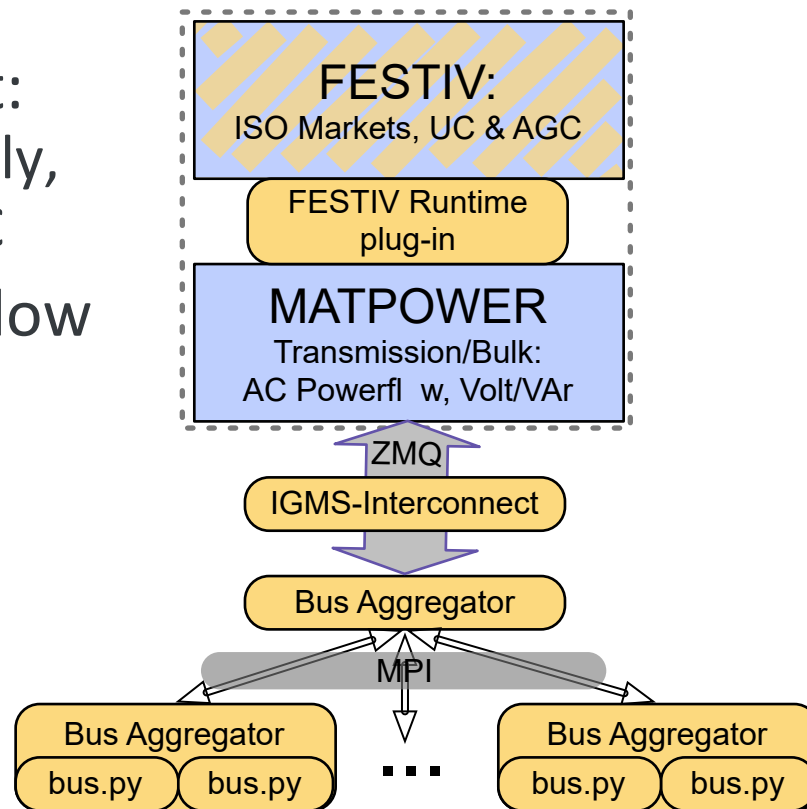 t:
ly,
t
low
FESTIV:
ISO Markets, UC & AGC
FESTIV Runtime
plug-in
MATPOWER
Transmission/Bulk:
AC Powerfl w, Volt/VAr
ZMQ
IGMS-Interconnect
Bus Aggregator
MPI
Bus Aggregator
bus.py bus.py
...
Bus Aggregator
bus.py bus.py